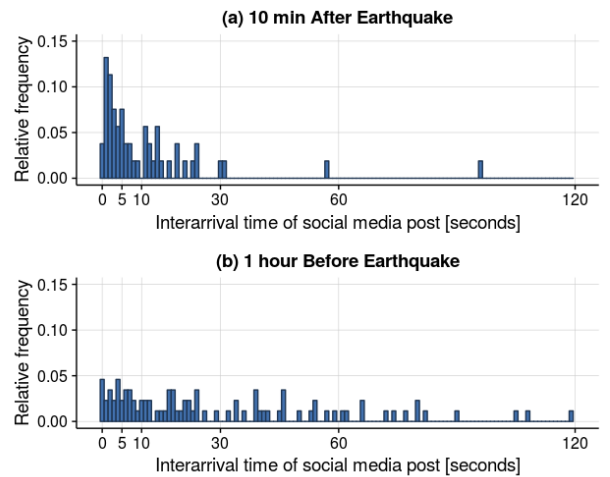 (a) 10 min After Earthquake
0.15
0.10
0.05
0.00
Relative frequency
0 5 10 30 60 120
Interarrival time of social media post [seconds]
(b) 1 hour Before Earthquake
0.15
0.10
0.05
0.00
Relative frequency
0 5 10 30 60 120
Interarrival time of social media post [seconds]